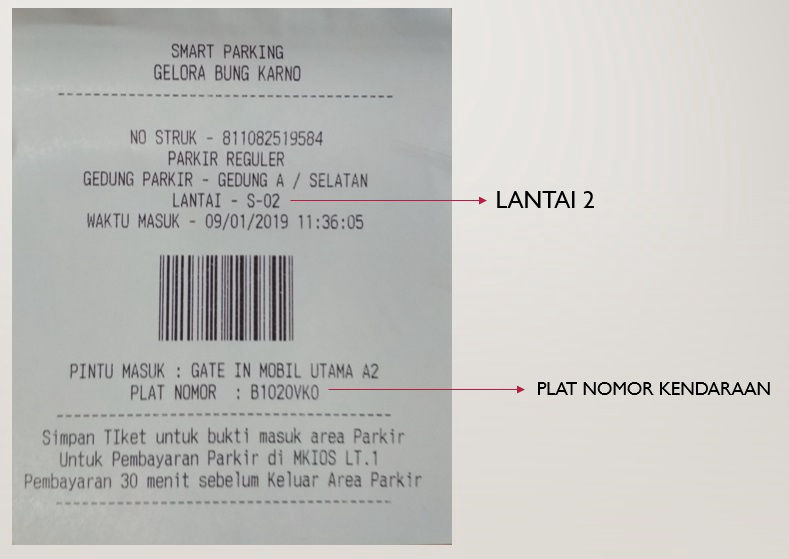 SMART PARKING
GELORA BUNG KARNO
NO STRUK - 811082519584
PARKIR REGULER
GEDUNG PARKIR - GEDUNG A / SELATAN
LANTAI - S-02
LANTAI 2
WAKTU MASUK - 09/01/2019 11:36:05
PINTU MASUK : GATE IN MOBIL UTAMA A2
PLAT NOMOR : B1020VKO
PLAT NOMOR KENDARAAN
Simpan TIket untuk bukti masuk area Parkir
Untuk Pembayaran Parkir di MKIOS LT.1
Pembayaran 30 menit sebelum Keluar Area Parkir